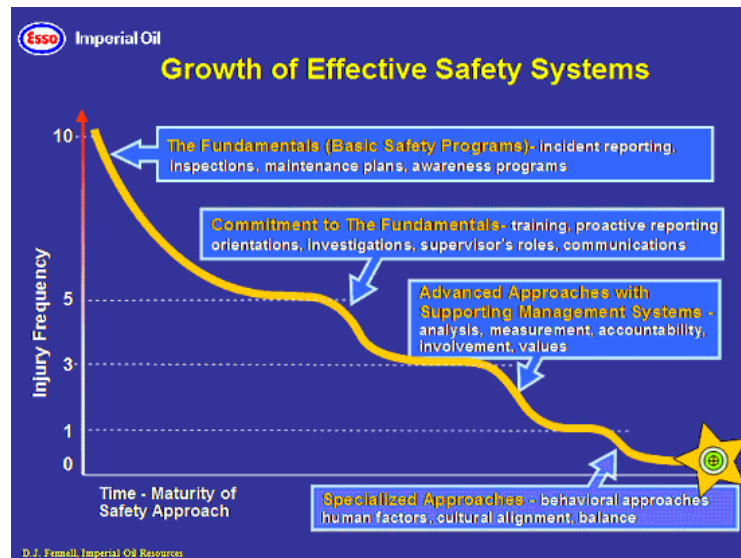 Esso Imperial Oil
Growth of Effective Safety Systems
10
The Fundamentals (Basic Safety Programs)- incident reporting,
inspections, maintenance plans, awareness programs
Commitment to The Fundamentals- training, proactive reporting
orientations, investigations, supervisor's roles, communications
5
Advanced Approaches with
Supporting Management Systems -
analysis, measurement, accountability,
involvement, values
Injury Frequency
3
1
0
Time - Maturity of
Safety Approach
Specialized Approaches - behavioral approaches
human factors, cultural alignment, balance
D.J. Fennell, Imperial Oil Resources